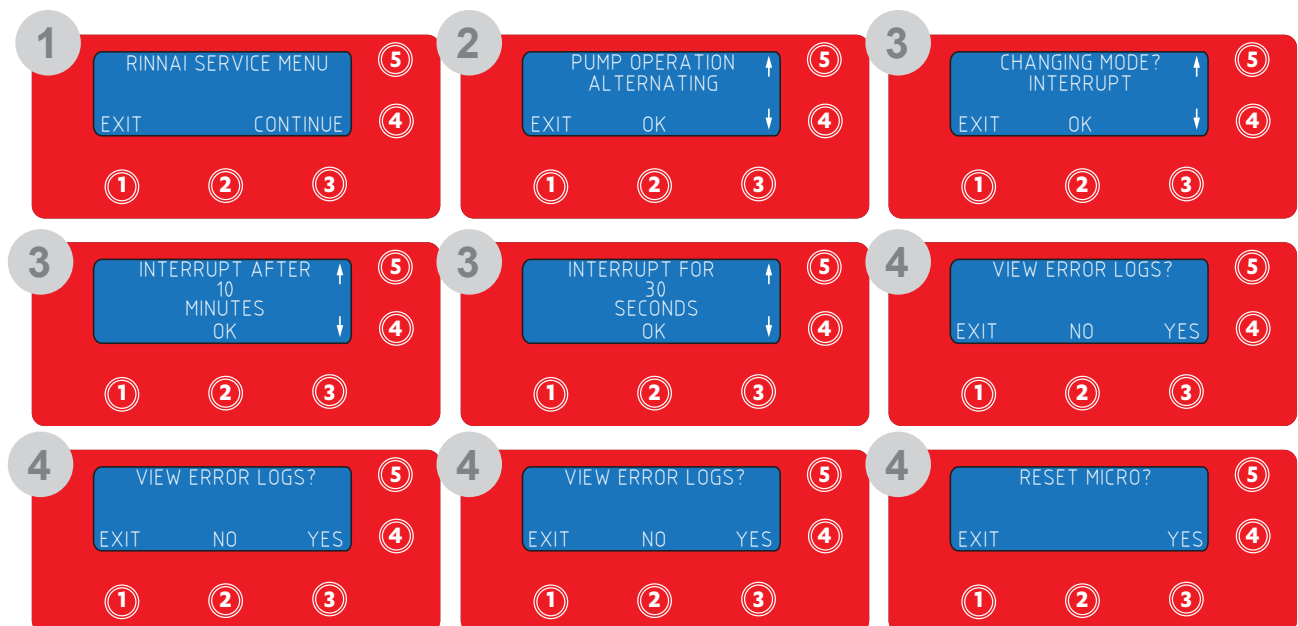 1
RINNAI SERVICE MENU
EXIT CONTINUE
5
4
1 2 3
2
PUMP OPERATION
ALTERNATING
EXIT OK
5
4
1 2 3
3
CHANGING MODE?
INTERRUPT
EXIT OK
5
4
1 2 3
3
INTERRUPT AFTER
10
MINUTES
OK
5
4
1 2 3
3
INTERRUPT FOR
30
SECONDS
OK
5
4
1 2 3
4
VIEW ERROR LOGS?
EXIT NO YES
5
4
1 2 3
4
VIEW ERROR LOGS?
EXIT NO YES
5
4
1 2 3
4
VIEW ERROR LOGS?
EXIT NO YES
5
4
1 2 3
4
RESET MICRO?
EXIT YES
5
4
1 2 3